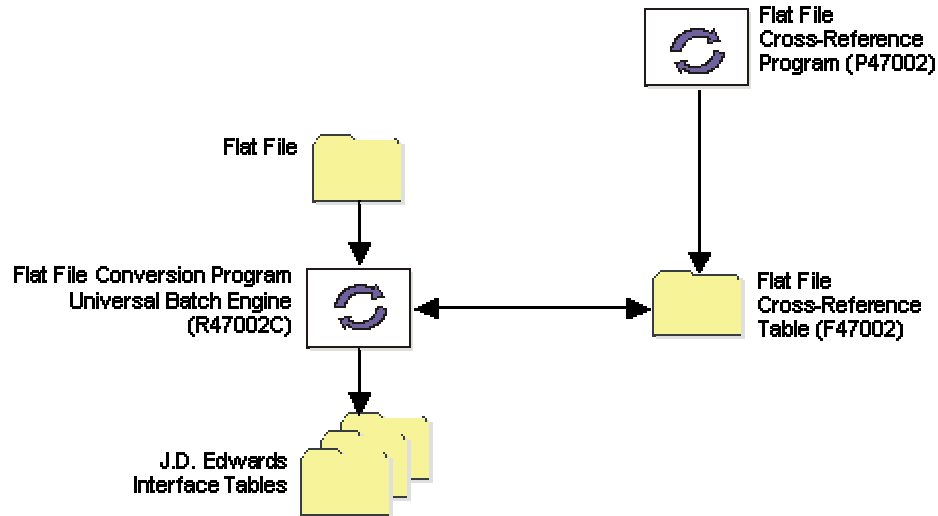 Flat File
Cross-Reference
Program (P47002)
Flat File
Flat File Conversion Program
Universal Batch Engine
(R47002C)
Flat File
Cross-Reference
Table (F47002)
J.D. Edwards
Interface Tables